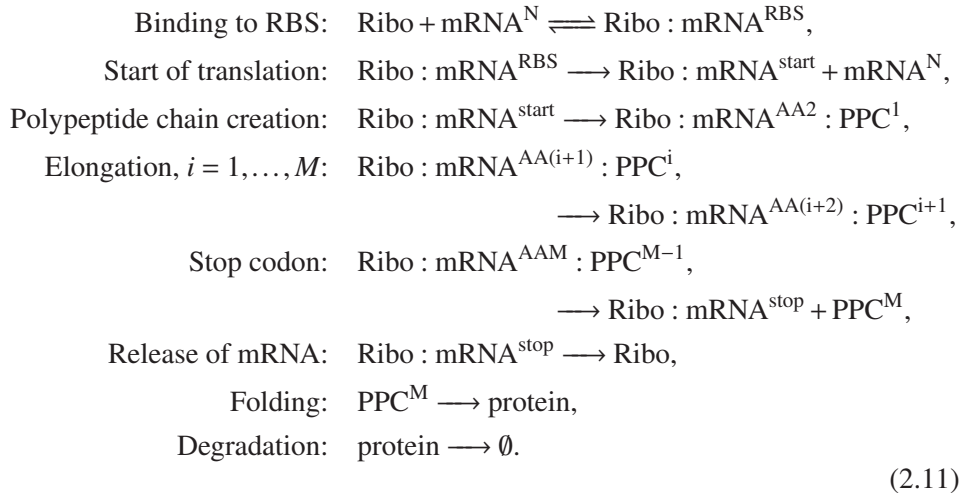 Binding to RBS: Ribo + mRNA^N ⇌ Ribo : mRNA^RBS,
Start of translation: Ribo : mRNA^RBS ⟶ Ribo : mRNA^start + mRNA^N,
Polypeptide chain creation: Ribo : mRNA^start ⟶ Ribo : mRNA^AA2 : PPC^1,
Elongation, i = 1,…,M: Ribo : mRNA^AA(i+1) : PPC^i,
⟶ Ribo : mRNA^AA(i+2) : PPC^i+1,
Stop codon: Ribo : mRNA^AAM : PPC^M−1,
⟶ Ribo : mRNA^stop + PPC^M,
Release of mRNA: Ribo : mRNA^stop ⟶ Ribo,
Folding: PPC^M ⟶ protein,
Degradation: protein ⟶ ∅.
(2.11)